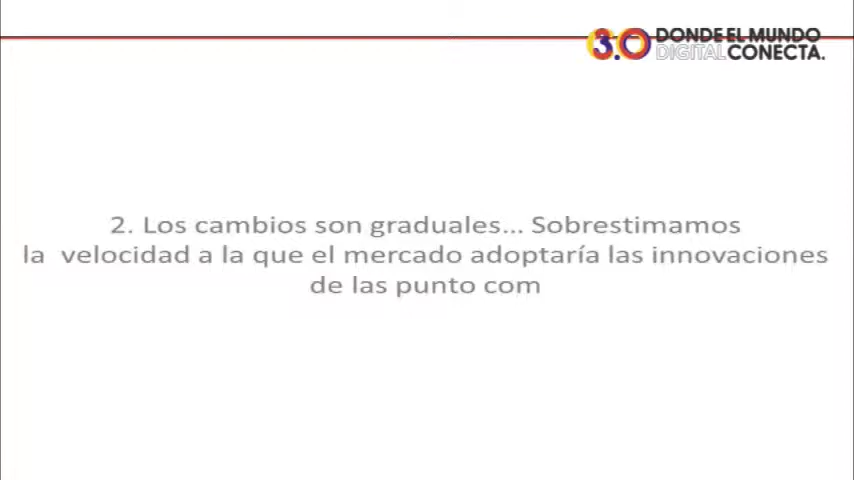 3.0 DONDE EL MUNDO
DIGITAL CONECTA.
2. Los cambios son graduales... Sobrestimamos
la velocidad a la que el mercado adoptaría las innovaciones
de las punto com